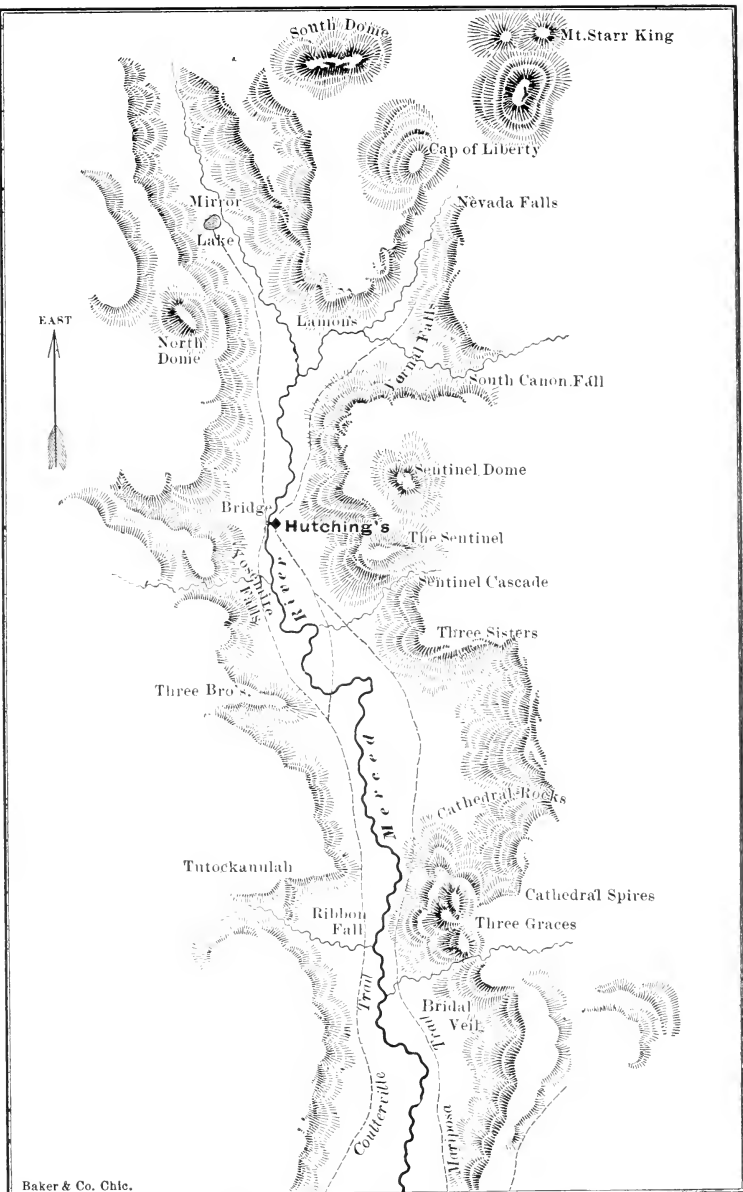 South Dome
Mt. Starr King
Cap of Liberty
Nevada Falls
Mirror
Lake
EAST
Lamon's
North
Dome
Vernal Falls
South Canon Fall
Sentinel Dome
Bridge
Hutching's
The Sentinel
Yosemite
Falls
River
Sentinel Cascade
Three Sisters
Three Bro's.
Merced
Cathedral Rocks
Tutockanulah
Cathedral Spires
Ribbon
Fall
Three Graces
Trail
Bridal
Veil
Trail
Coulterville
Mariposa
Baker & Co. Chic.